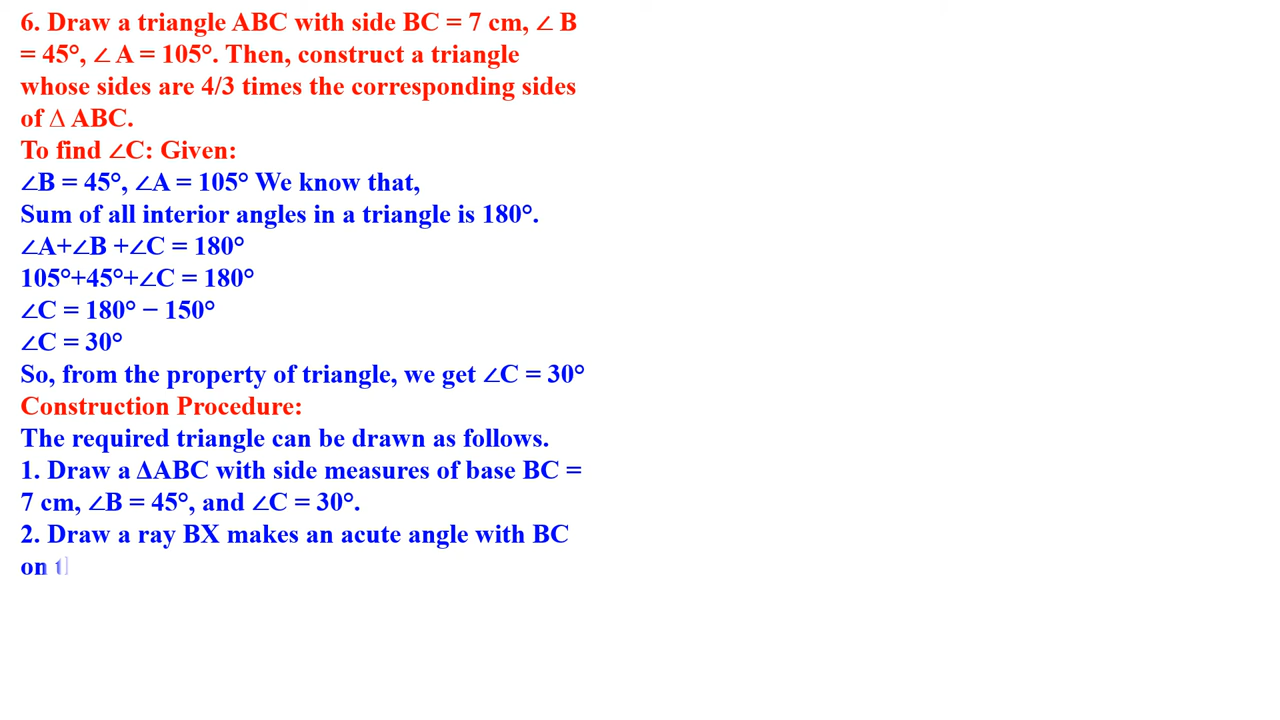 6. Draw a triangle ABC with side BC = 7 cm, ∠ B
= 45°, ∠ A = 105°. Then, construct a triangle
whose sides are 4/3 times the corresponding sides
of ∆ ABC.
To find ∠C: Given:
∠B = 45°, ∠A = 105° We know that,
Sum of all interior angles in a triangle is 180°.
∠A+∠B +∠C = 180°
105°+45°+∠C = 180°
∠C = 180° − 150°
∠C = 30°
So, from the property of triangle, we get ∠C = 30°
Construction Procedure:
The required triangle can be drawn as follows.
1. Draw a ΔABC with side measures of base BC =
7 cm, ∠B = 45°, and ∠C = 30°.
2. Draw a ray BX makes an acute angle with BC
on